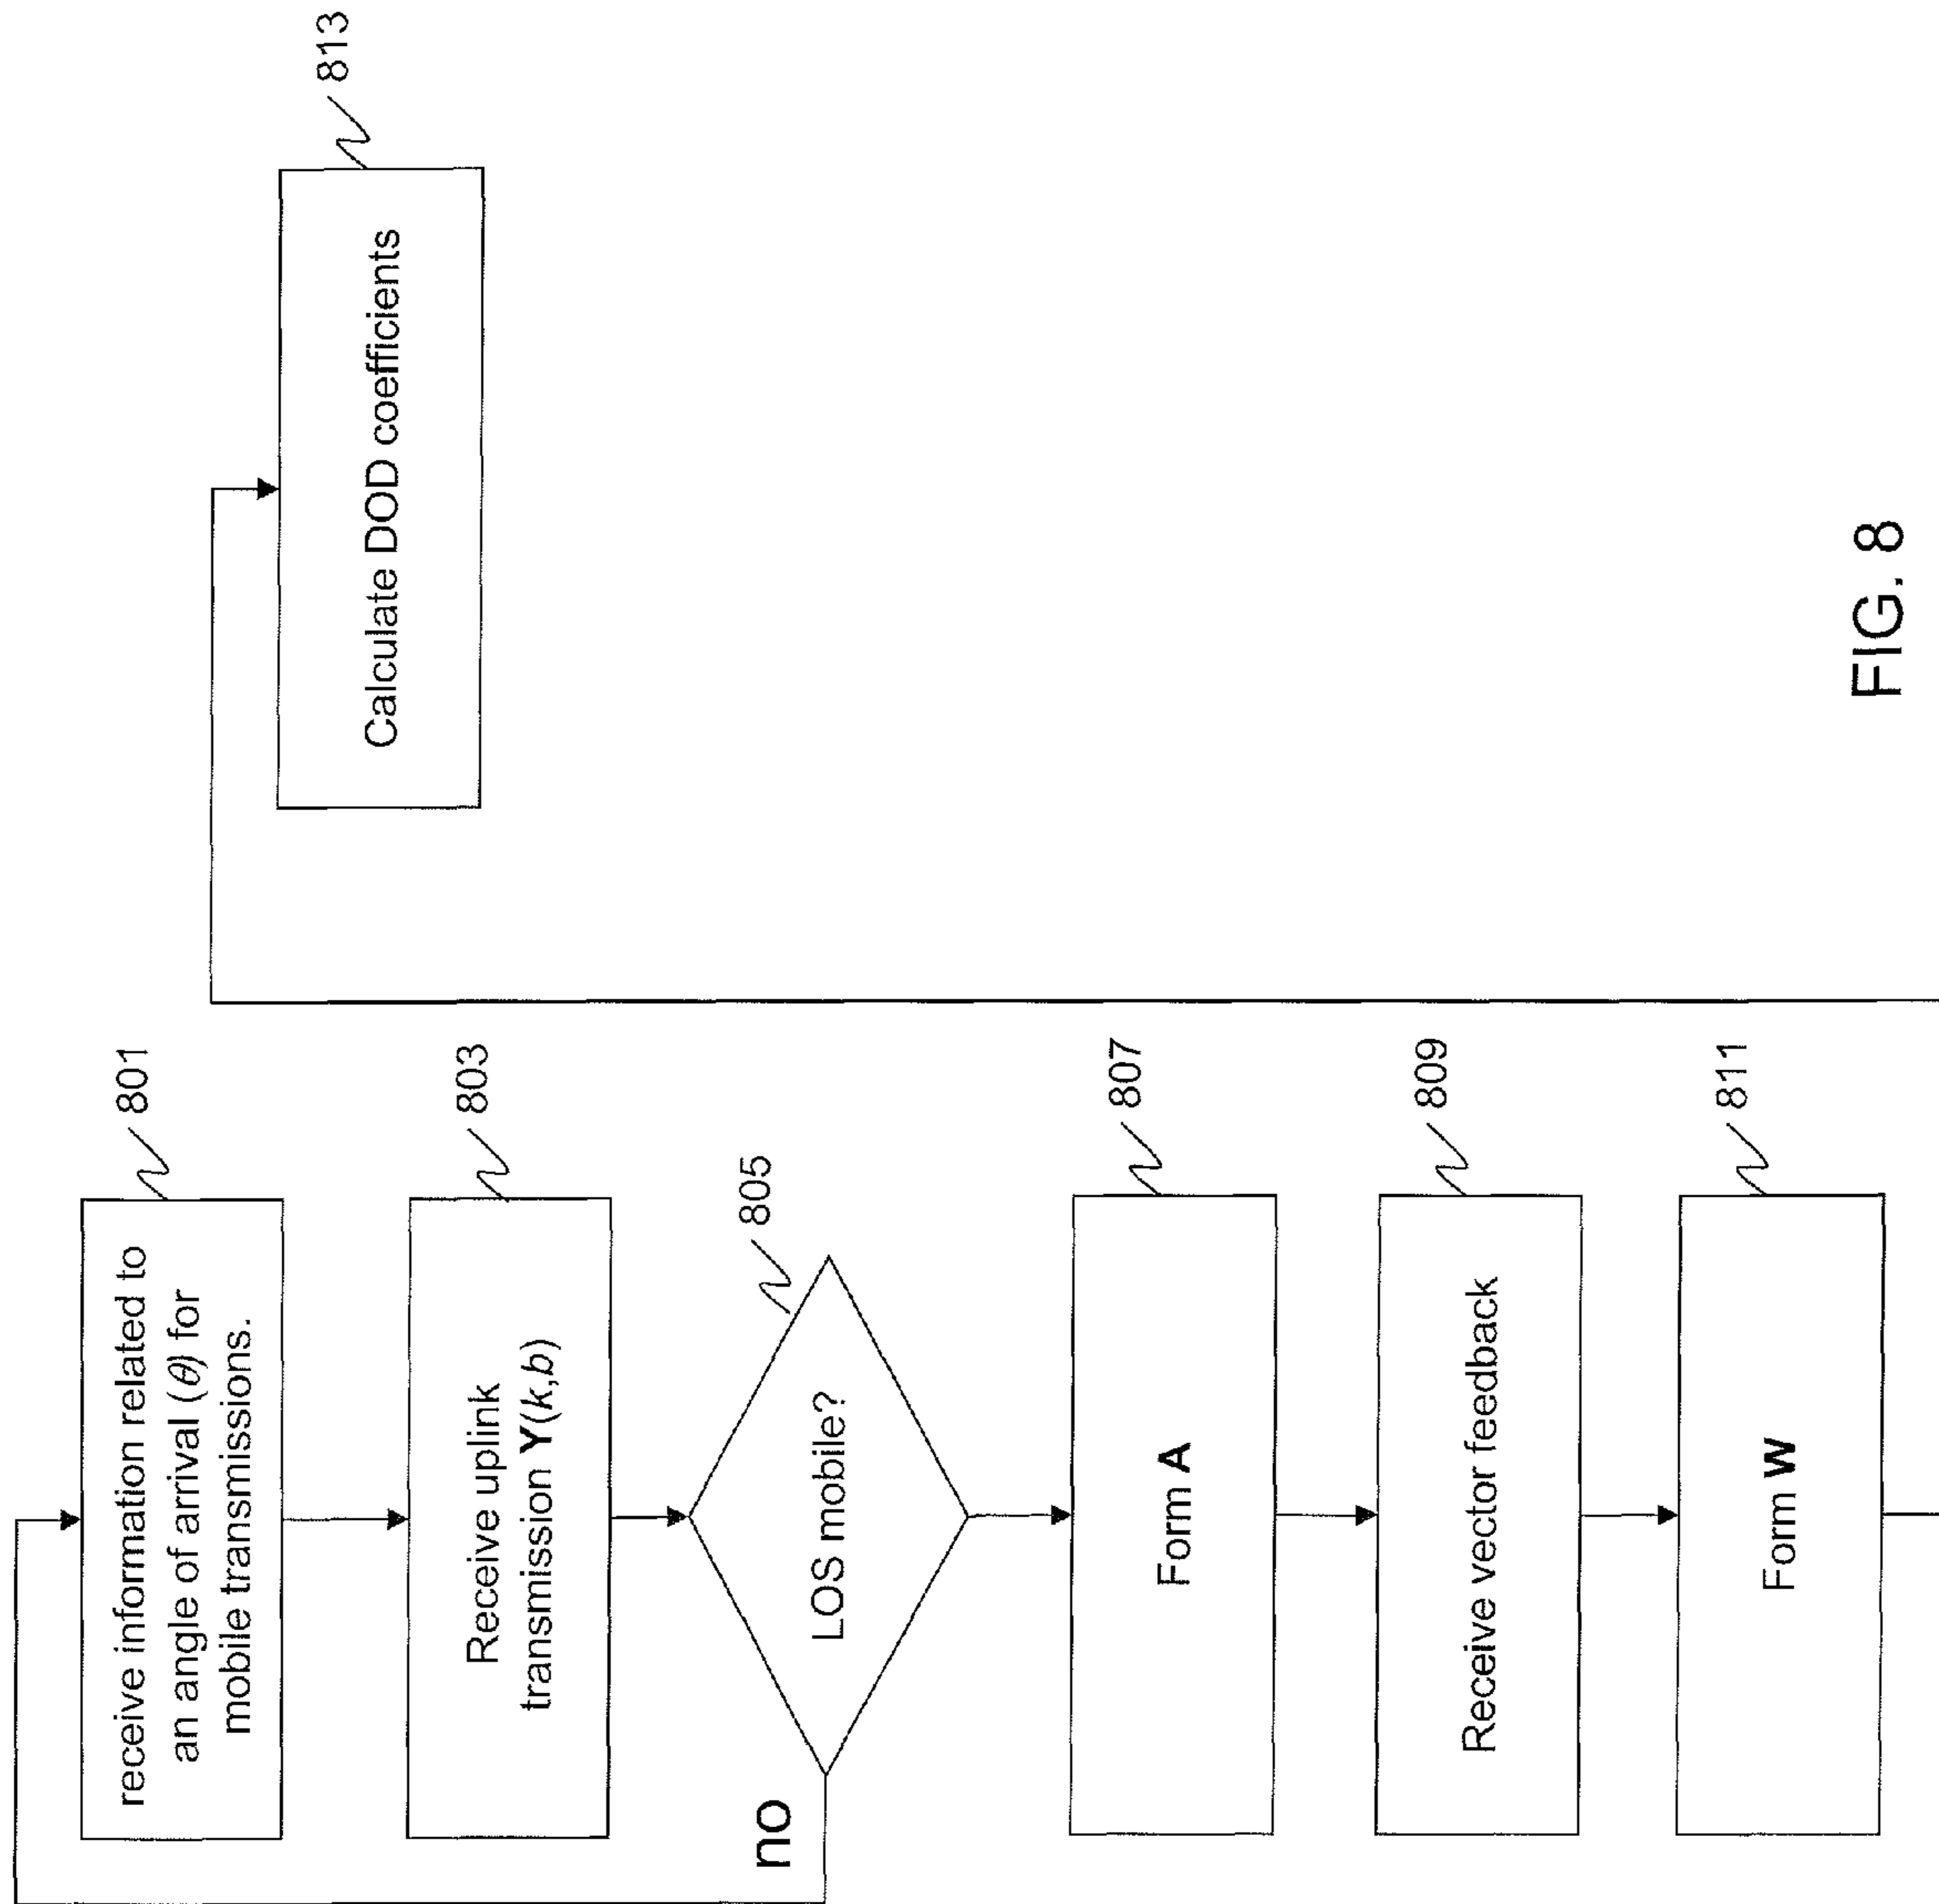 801
receive information related to
an angle of arrival (θ) for
mobile transmissions.
803
Receive uplink
transmission Y(k,b)
805
LOS mobile?
no
807
Form A
809
Receive vector feedback
811
Form W
813
Calculate DOD coefficients
FIG. 8